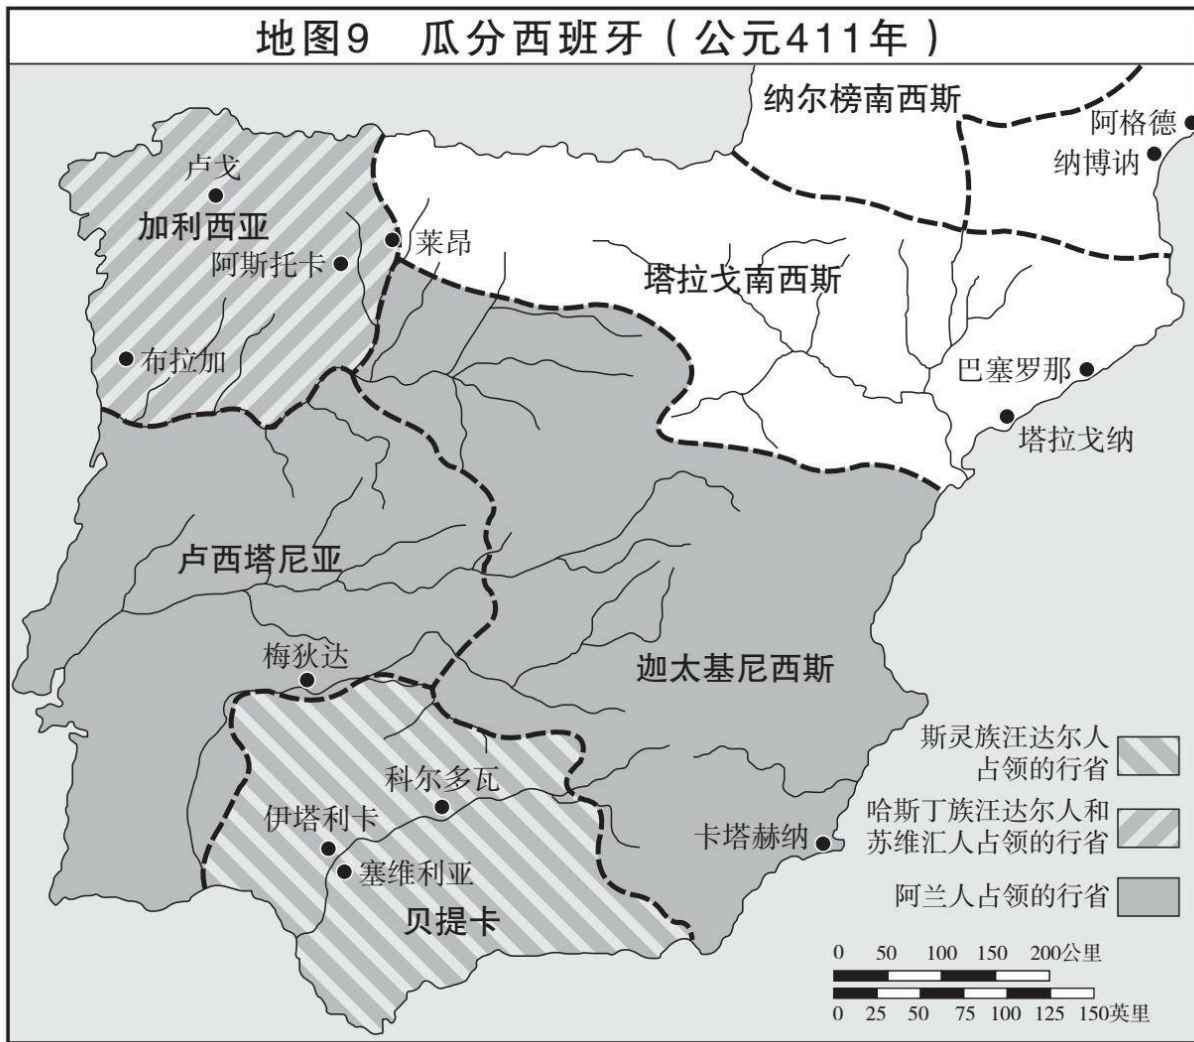 地图9 瓜分西班牙（公元411年）
纳尔榜南西斯
阿格德
纳博讷
卢戈
加利西亚
莱昂
阿斯托卡
塔拉戈南西斯
布拉加
巴塞罗那
塔拉戈纳
卢西塔尼亚
梅狄达
迦太基尼西斯
科尔多瓦
伊塔利卡
塞维利亚
贝提卡
卡塔赫纳
斯灵族汪达尔人
占领的行省
哈斯丁族汪达尔人和
苏维汇人占领的行省
阿兰人占领的行省
0 50 100 150 200公里
0 25 50 75 100 125 150英里